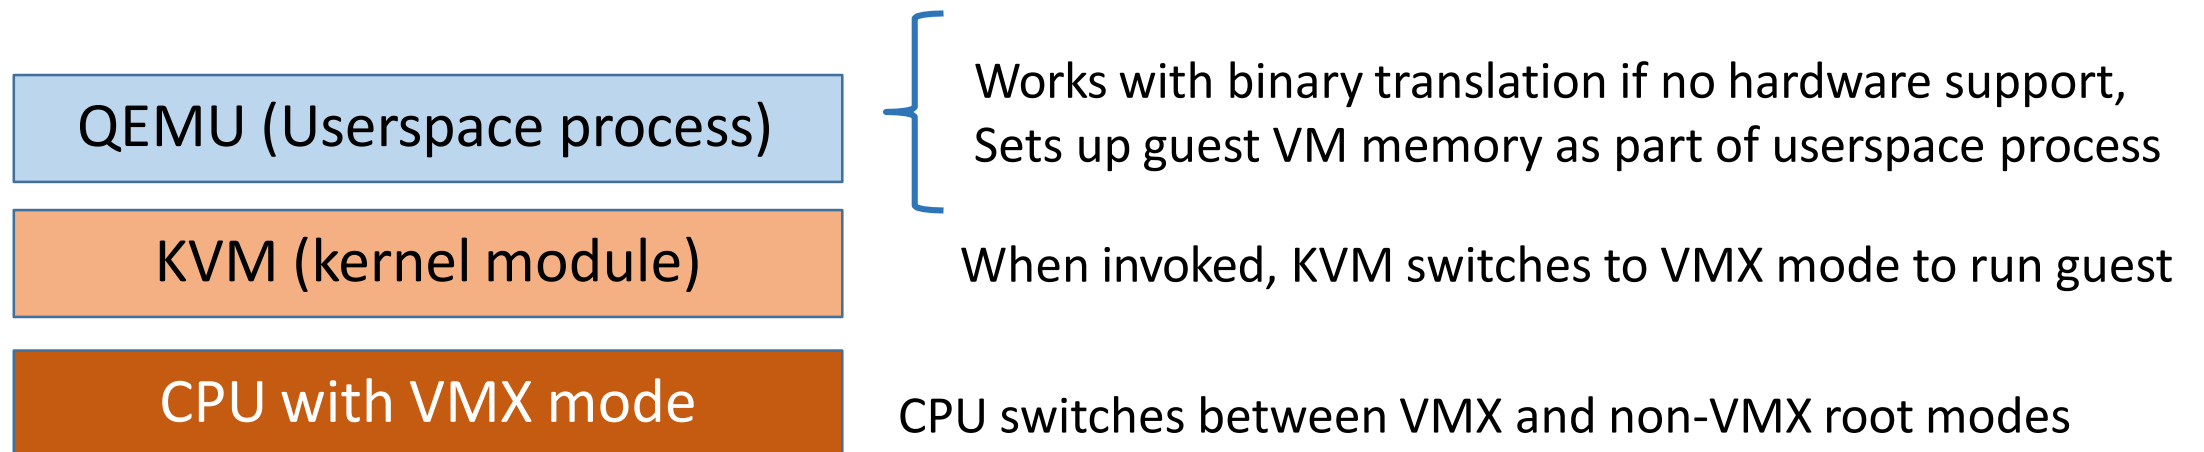 QEMU (Userspace process)
Works with binary translation if no hardware support,
Sets up guest VM memory as part of userspace process
KVM (kernel module)
When invoked, KVM switches to VMX mode to run guest
CPU with VMX mode
CPU switches between VMX and non-VMX root modes